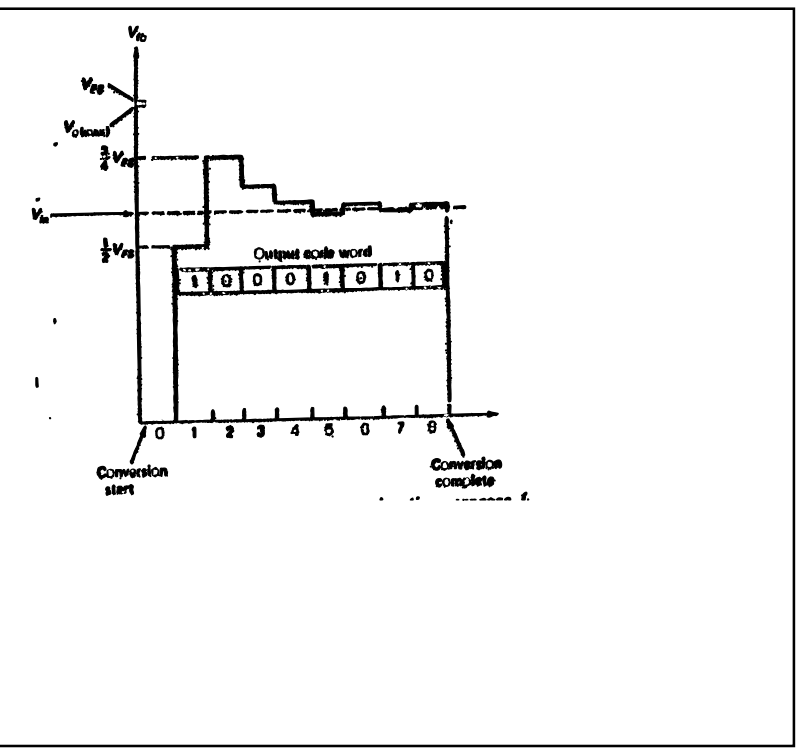 V_fb
V_FS
V_O(max)
3/4 V_FS
V_in
1/2 V_FS
Output code word
1 0 0 0 1 0 1 0
0 1 2 3 4 5 6 7 8
Conversion
start
Conversion
complete